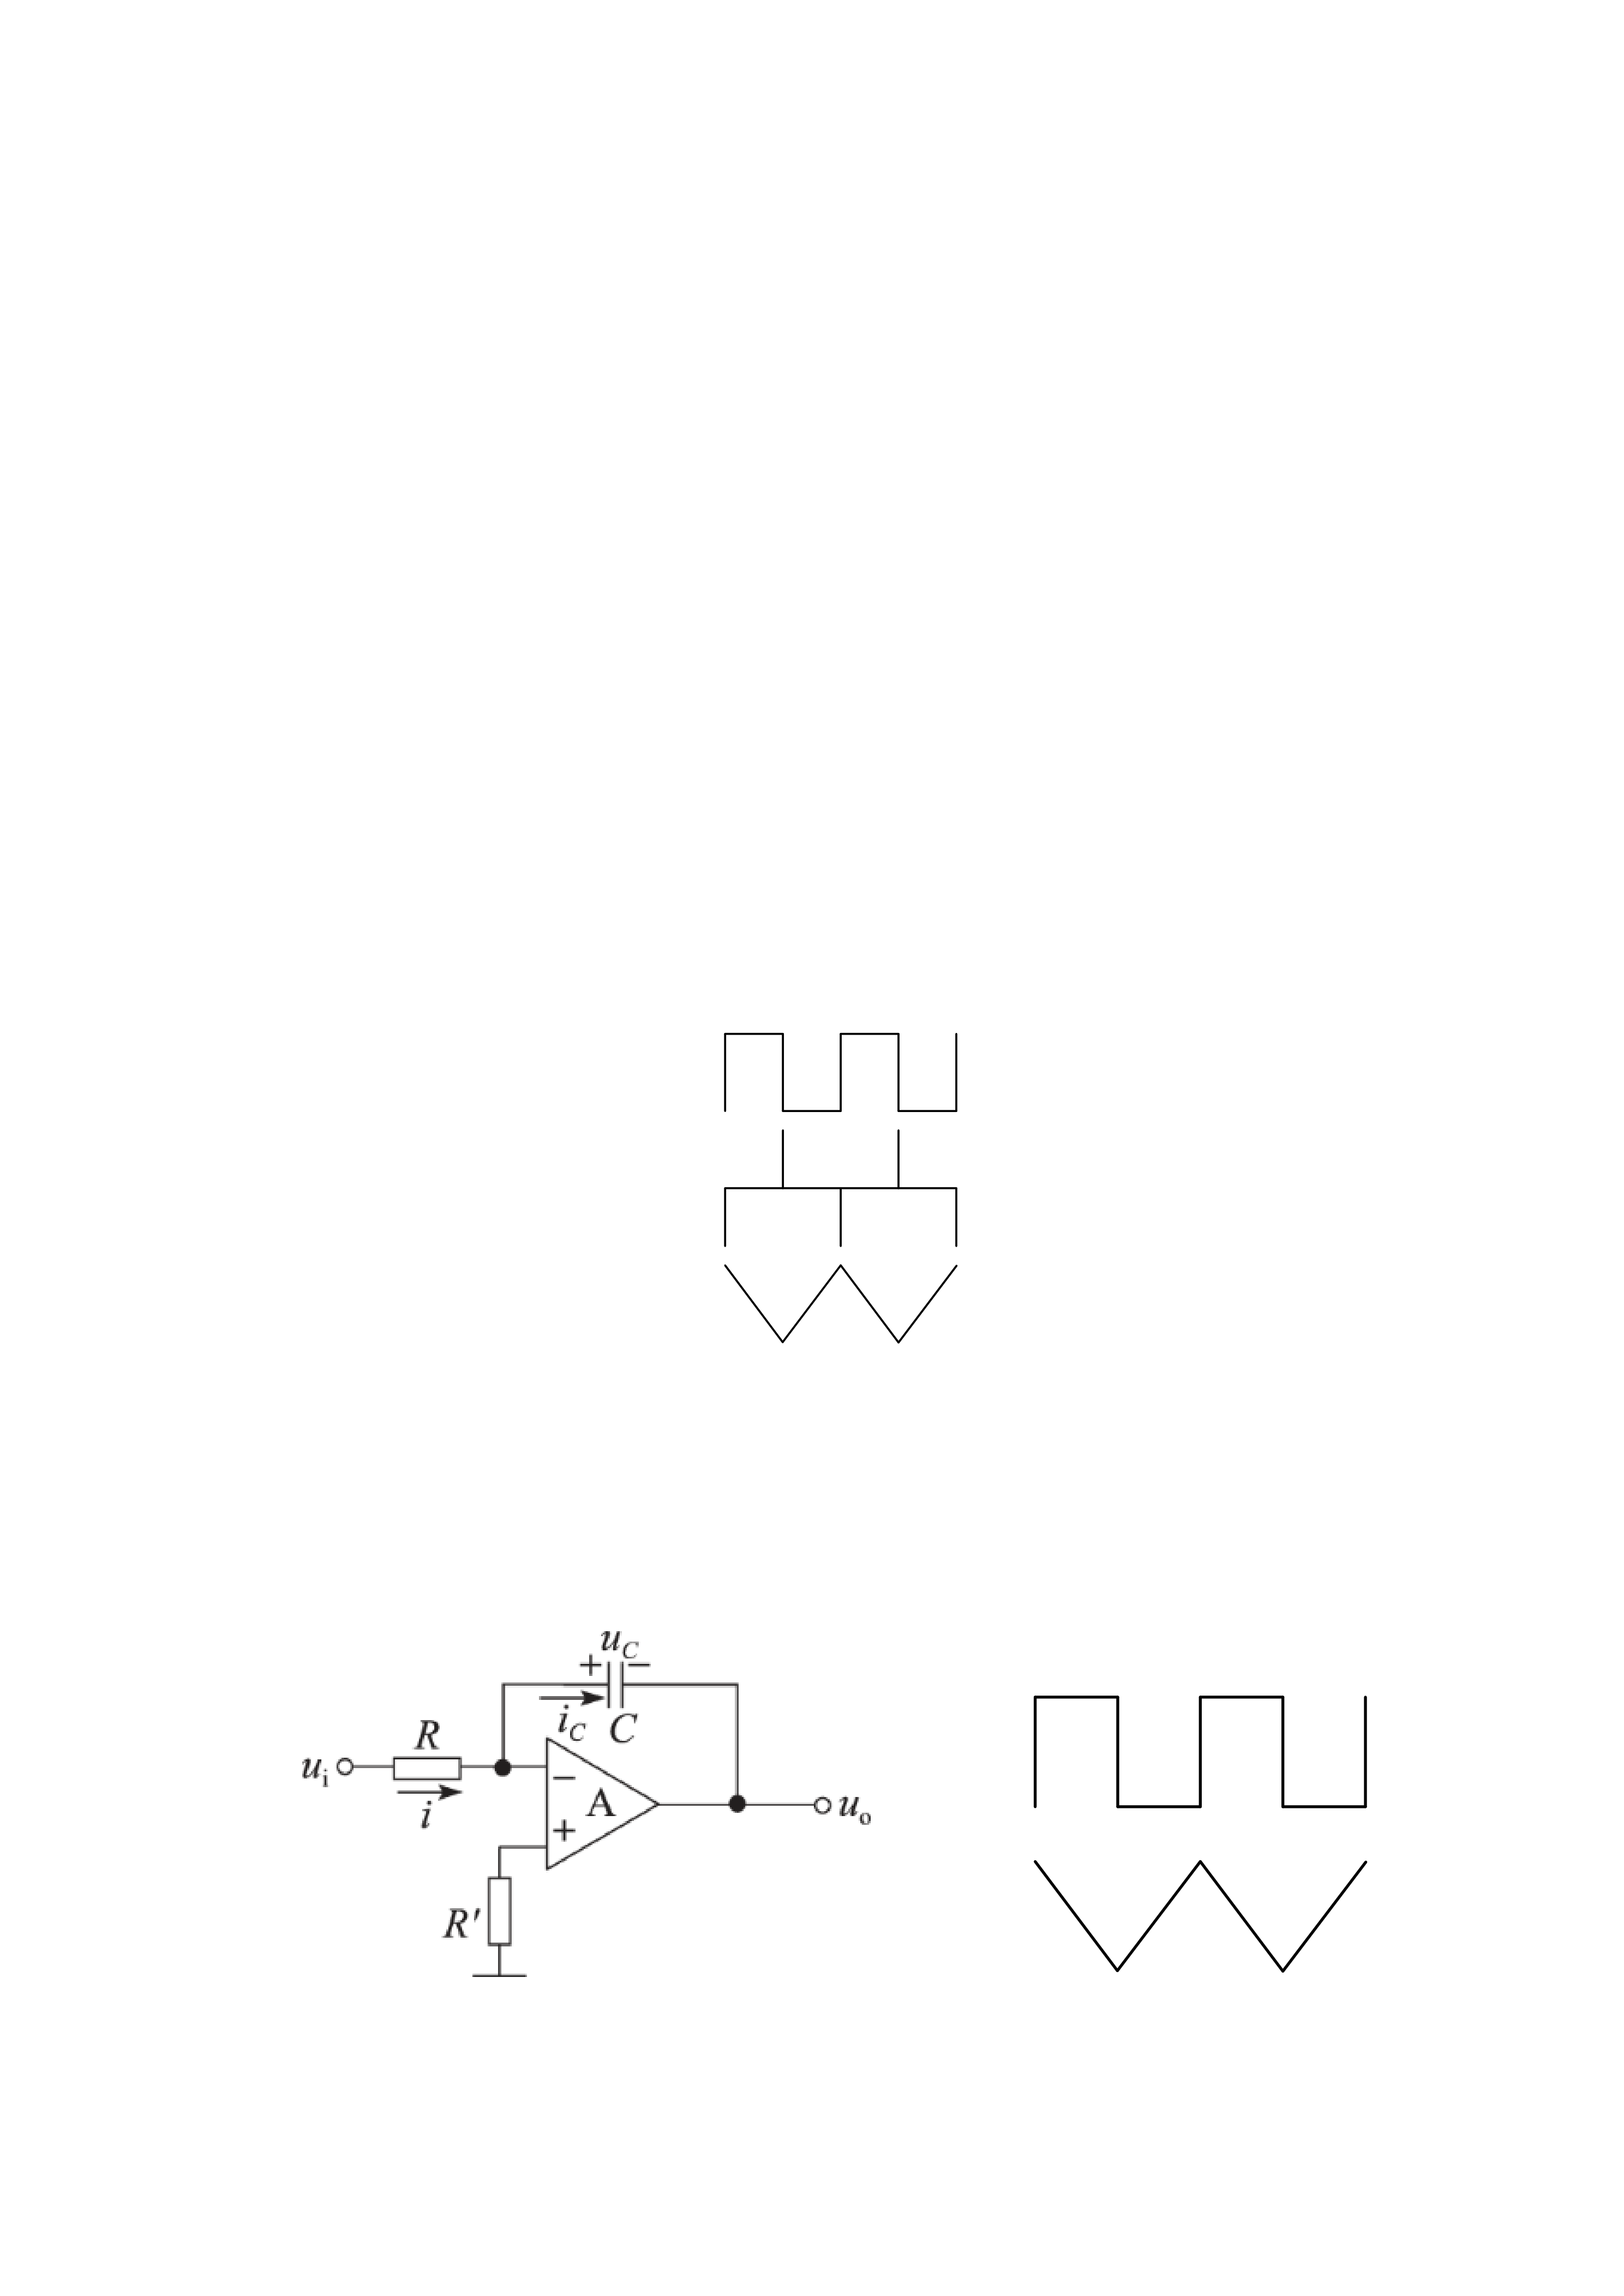 u_C
+ −
i_C C
R
u_i
i
−
A
+
u_o
R′